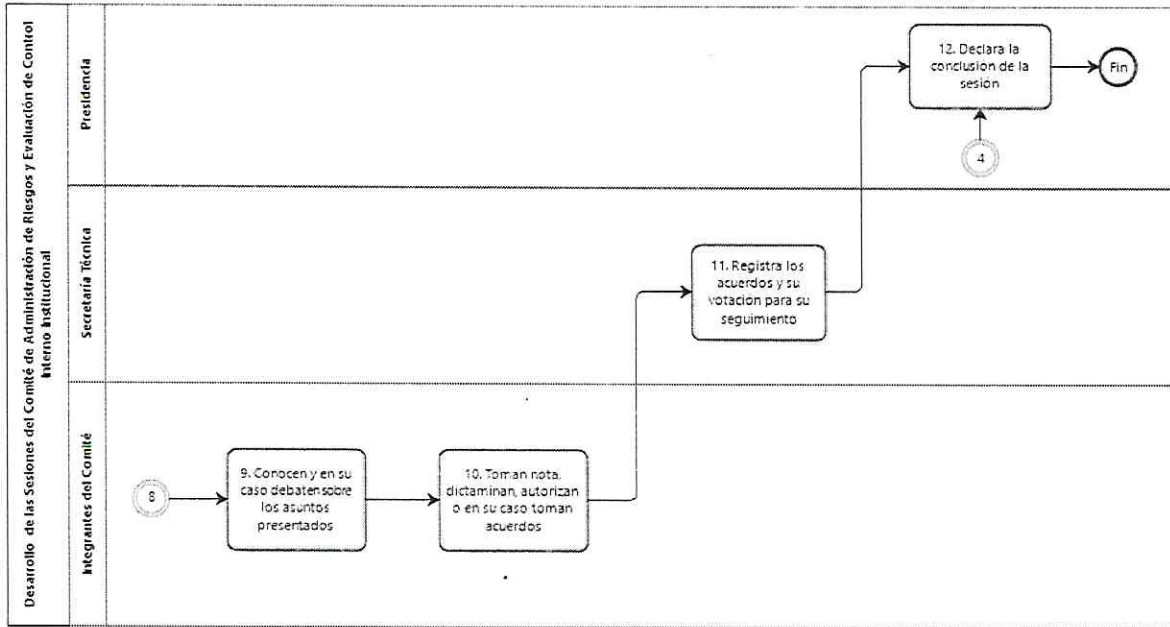 Desarrollo de las Sesiones del Comité de Administración de Riesgos y Evaluación de Control
Interno Institucional
Presidencia
12. Declara la
conclusión de la
sesión
Fin
4
Secretaría Técnica
11. Registra los
acuerdos y su
votación para su
seguimiento
Integrantes del Comité
8
9. Conocen y en su
caso debaten sobre
los asuntos
presentados
10. Toman nota,
dictaminan, autorizan
o en su caso toman
acuerdos